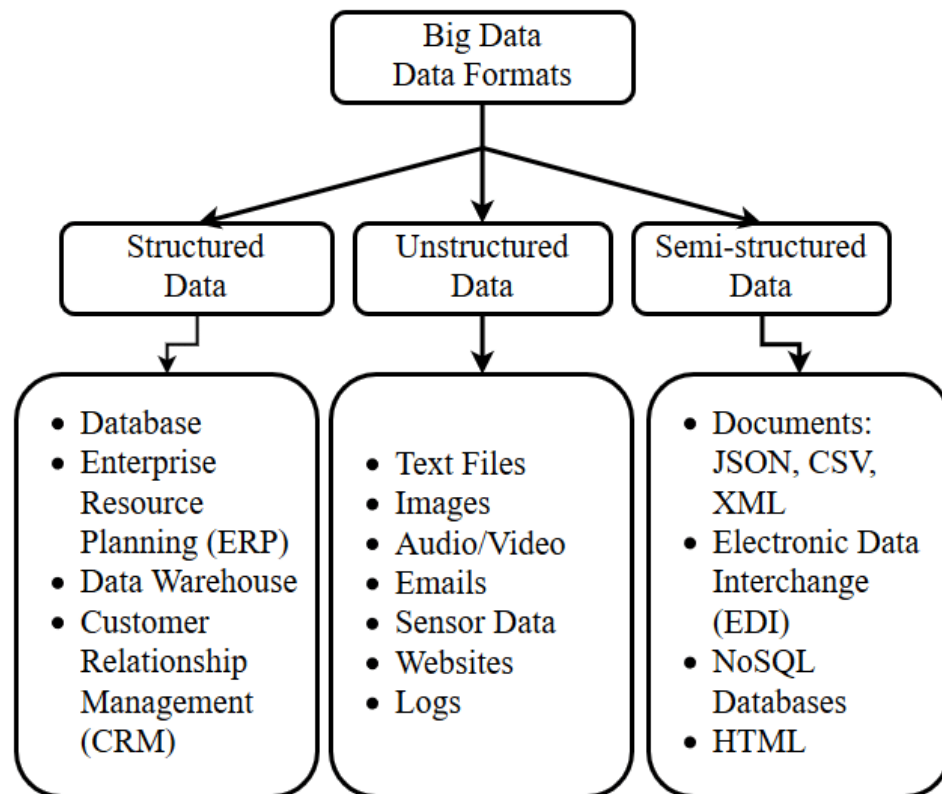 Big Data
Data Formats
Structured
Data
Unstructured
Data
Semi-structured
Data
• Database
• Enterprise
Resource
Planning (ERP)
• Data Warehouse
• Customer
Relationship
Management
(CRM)
• Text Files
• Images
• Audio/Video
• Emails
• Sensor Data
• Websites
• Logs
• Documents:
JSON, CSV,
XML
• Electronic Data
Interchange
(EDI)
• NoSQL
Databases
• HTML